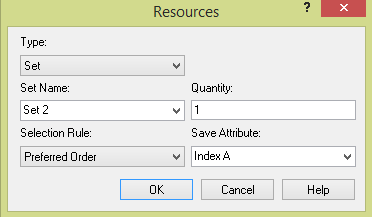 Resources
?
Type:
Set
Set Name:
Quantity:
Set 2
1
Selection Rule:
Save Attribute:
Preferred Order
Index A
OK
Cancel
Help